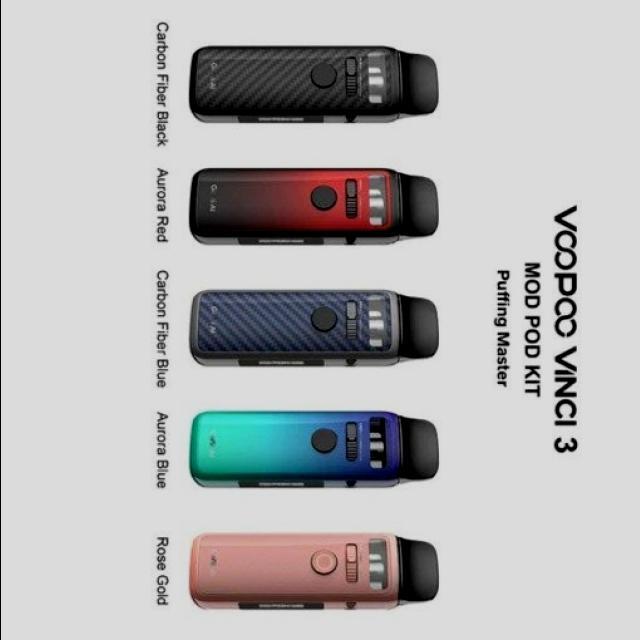 VOOPOO VINCI 3
MOD POD KIT
Puffing Master
Carbon Fiber Black
Aurora Red
Carbon Fiber Blue
Aurora Blue
Rose Gold